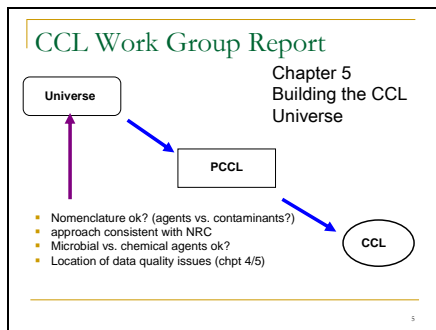 CCL Work Group Report
Chapter 5
Building the CCL
Universe
Universe
PCCL
CCL
Nomenclature ok? (agents vs. contaminants?)
approach consistent with NRC
Microbial vs. chemical agents ok?
Location of data quality issues (chpt 4/5)
5